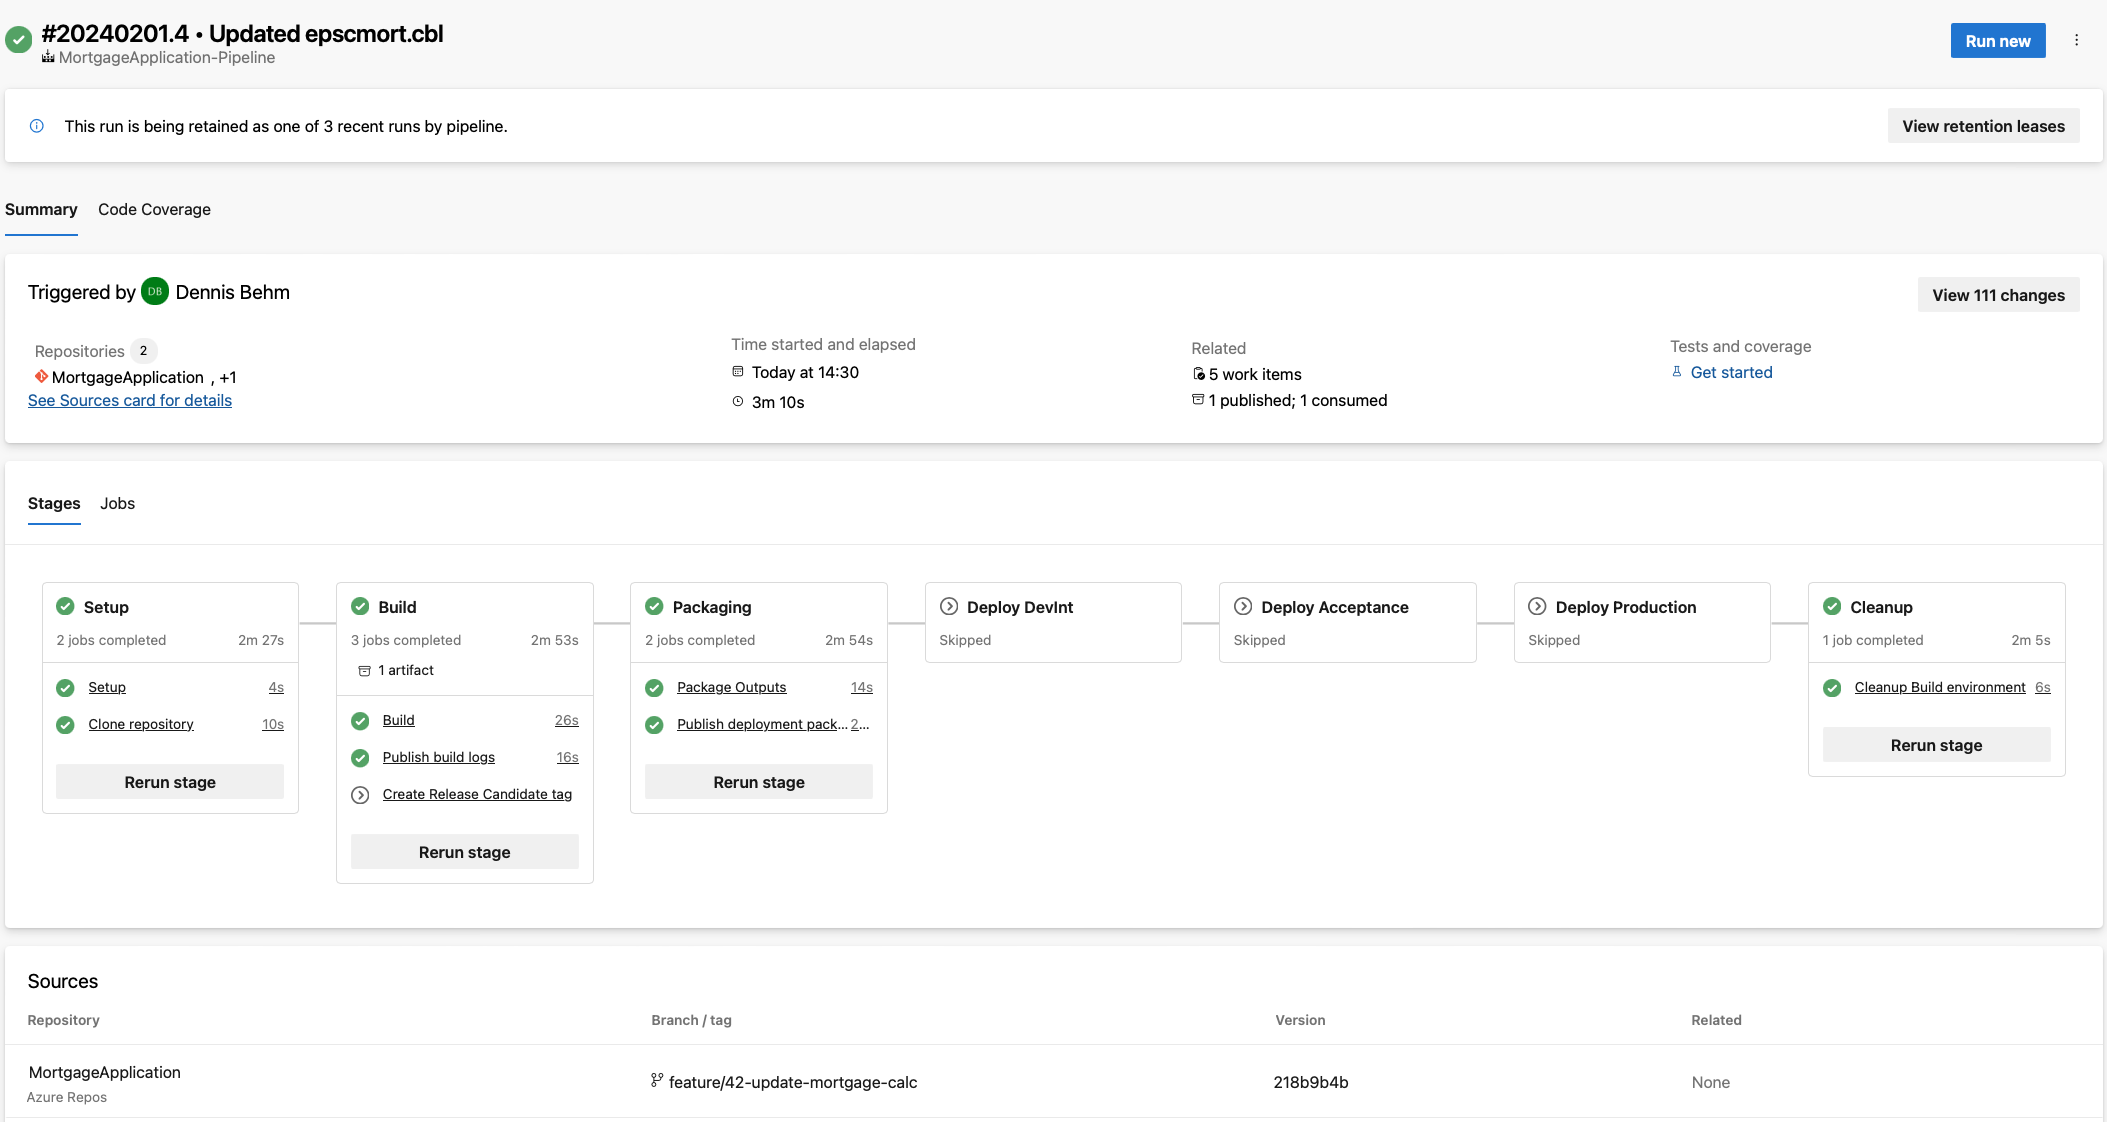 #20240201.4 • Updated epscmort.cbl
MortgageApplication-Pipeline
Run new
This run is being retained as one of 3 recent runs by pipeline.
View retention leases
Summary
Code Coverage
Triggered by DB Dennis Behm
View 111 changes
Repositories 2
MortgageApplication , +1
See Sources card for details
Time started and elapsed
Today at 14:30
3m 10s
Related
5 work items
1 published; 1 consumed
Tests and coverage
Get started
Stages
Jobs
Setup
2 jobs completed 2m 27s
Setup 4s
Clone repository 10s
Rerun stage
Build
3 jobs completed 2m 53s
1 artifact
Build 26s
Publish build logs 16s
Create Release Candidate tag
Rerun stage
Packaging
2 jobs completed 2m 54s
Package Outputs 14s
Publish deployment pack... 2...
Rerun stage
Deploy DevInt
Skipped
Deploy Acceptance
Skipped
Deploy Production
Skipped
Cleanup
1 job completed 2m 5s
Cleanup Build environment 6s
Rerun stage
Sources
Repository Branch / tag Version Related
MortgageApplication
Azure Repos
feature/42-update-mortgage-calc
218b9b4b
None